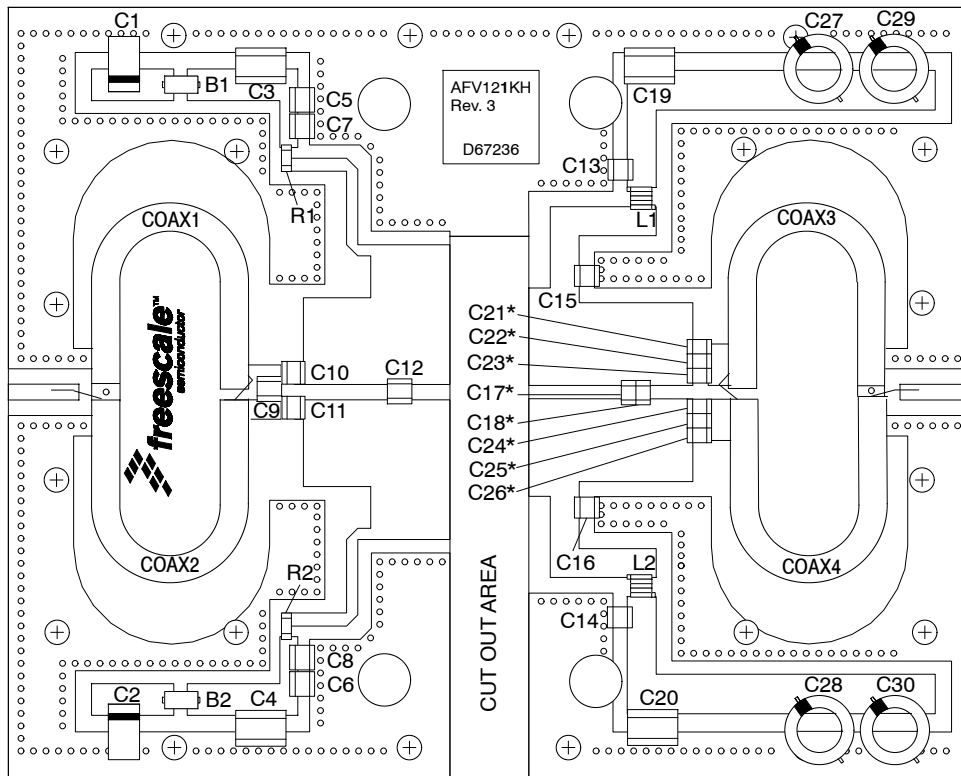 C1
C27
C29
B1
C3
C5
C7
AFV121KH
Rev. 3
D67236
C19
C13
R1
L1
COAX1
COAX3
C15
freescale™
semiconductor
C21*
C22*
C23*
C10
C12
C17*
C9
C11
C18*
C24*
C25*
C26*
COAX2
C16
L2
COAX4
R2
C14
CUT OUT AREA
C8
C6
C2
B2
C4
C20
C28
C30